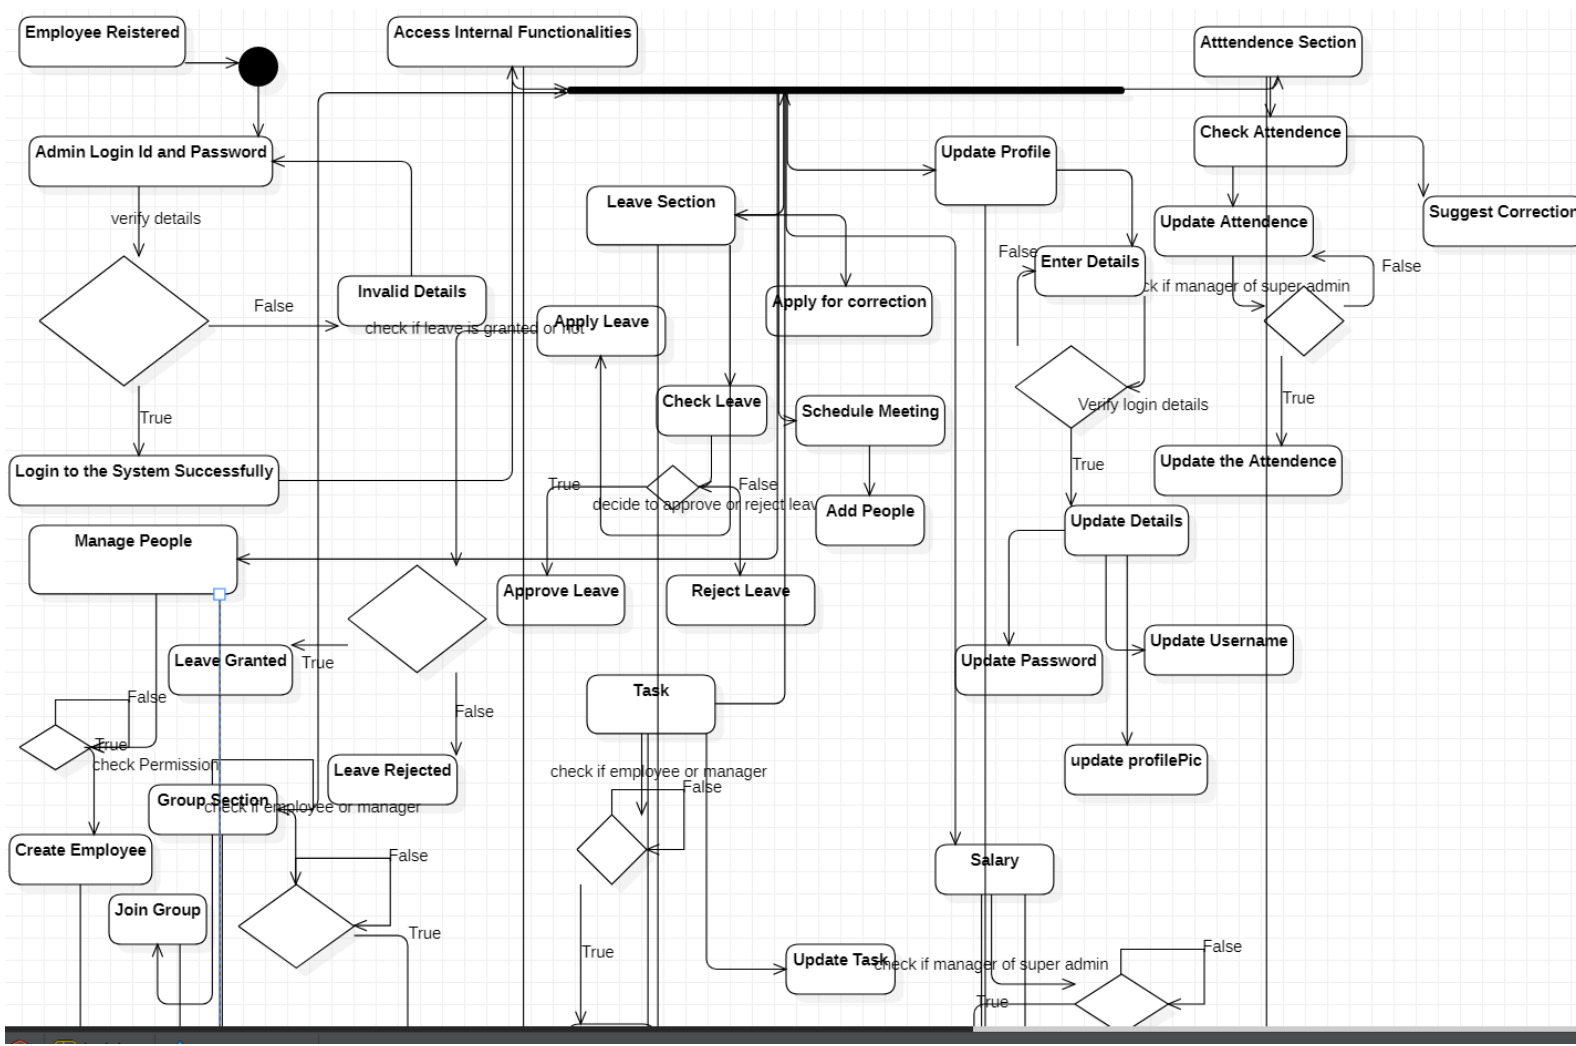 Employee Reistered
Access Internal Functionalities
Atttendence Section
Admin Login Id and Password
Update Profile
Check Attendence
verify details
Leave Section
Update Attendence
Suggest Correction
False
Enter Details
False
Invalid Details
Apply for correction
ck if manager of super admin
False
check if leave is granted or not
Apply Leave
True
Check Leave
Schedule Meeting
Verify login details
True
Login to the System Successfully
True
Update the Attendence
True
False
decide to approve or reject leav
Add People
Update Details
Manage People
Approve Leave
Reject Leave
Update Username
Leave Granted
True
Update Password
Task
False
False
True
check Permission
Leave Rejected
check if employee or manager
False
update profilePic
Group Section
check if employee or manager
Create Employee
False
Salary
Join Group
True
True
Update Task
check if manager of super admin
False
True